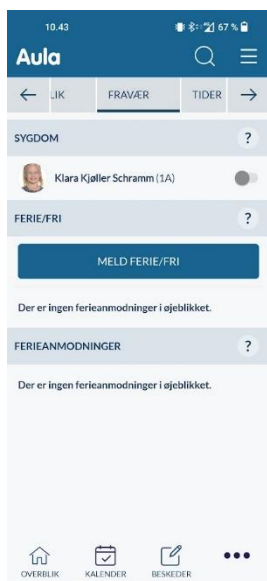 10.43
67 %
Aula
LIK
FRAVÆR
TIDER
SYGDOM
?
Klara Kjøller Schramm (1A)
FERIE/FRI
?
MELD FERIE/FRI
Der er ingen ferieanmodninger i øjeblikket.
FERIEANMODNINGER
?
Der er ingen ferieanmodninger i øjeblikket.
OVERBLIK
KALENDER
BESKEDER